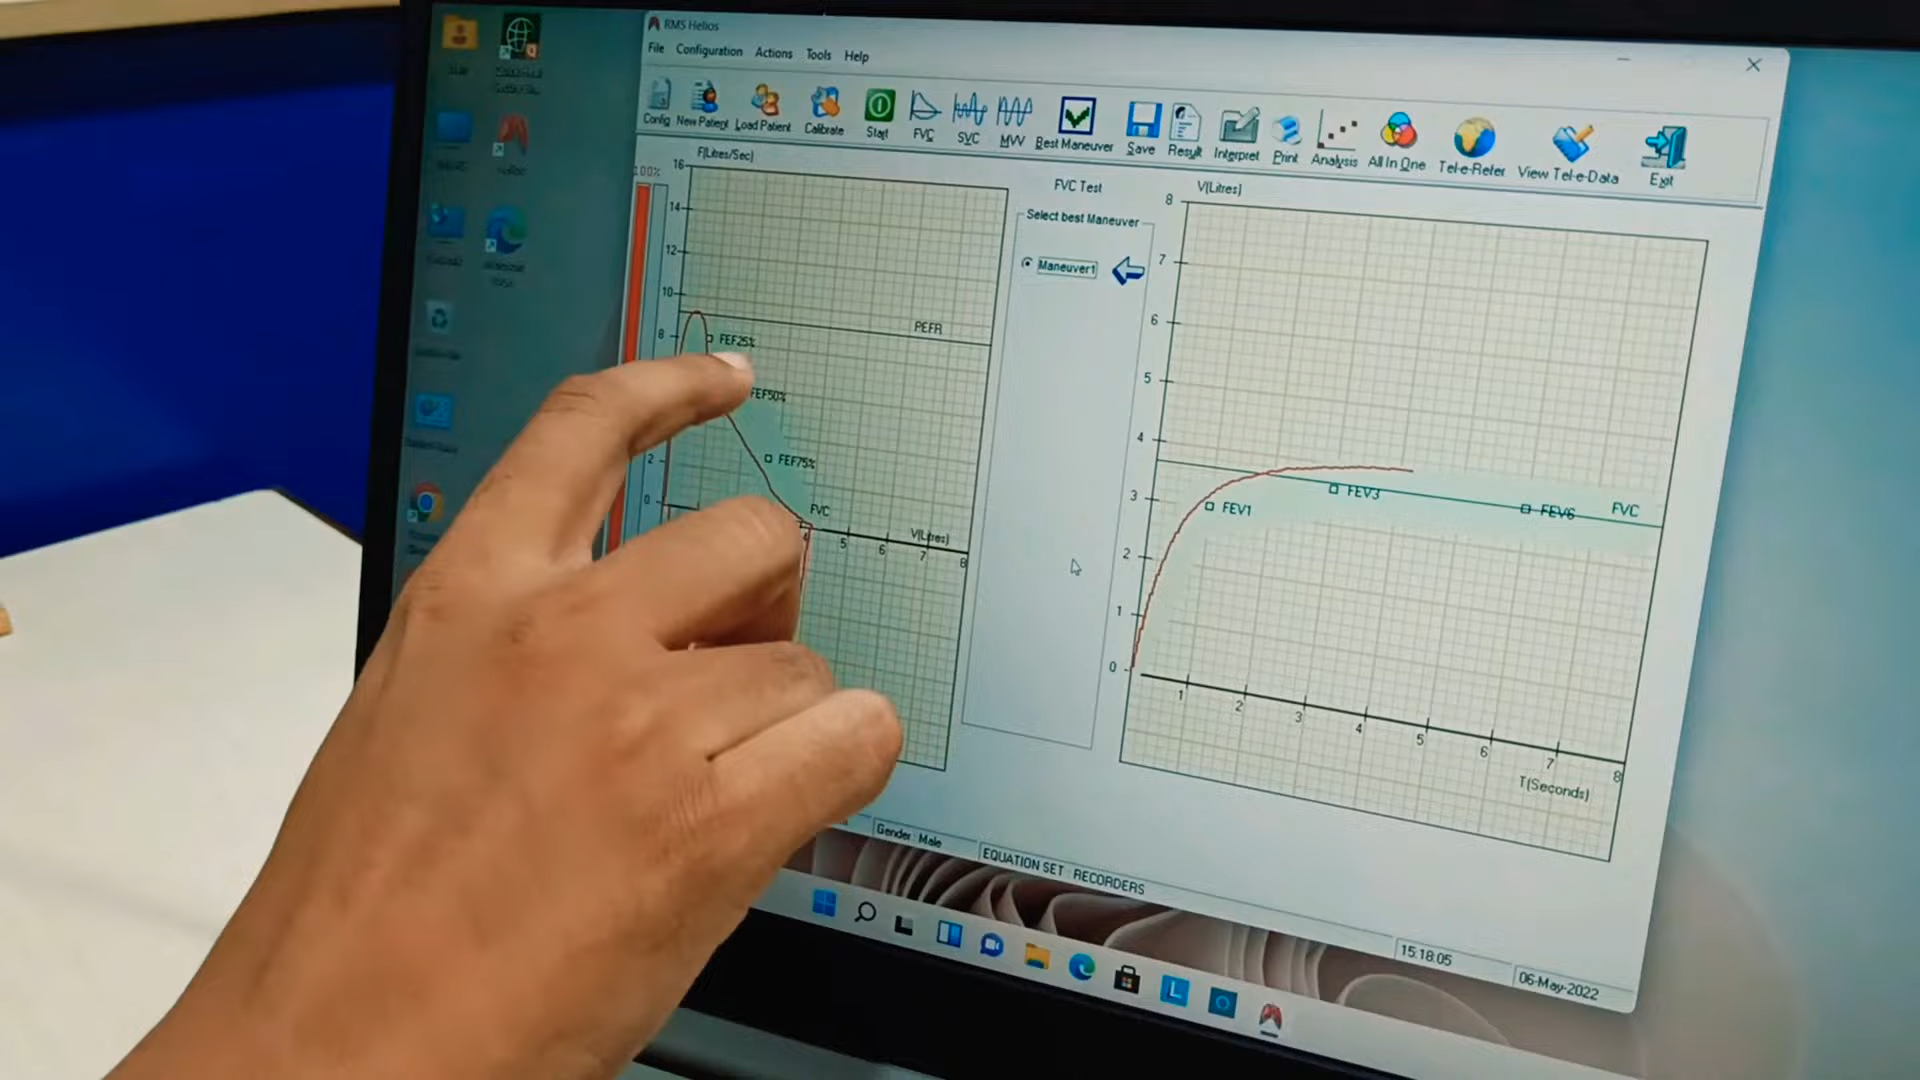 RMS Helios
File Configuration Actions Tools Help
Config New Patient Load Patient Calibrate Start FVC SVC MVV Best Maneuver Save Result Interpret Print Analysis All In One Tel-e-Refer View Tel-e-Data Exit
100%
F(Litres/Sec)
16
14
12
10
8
2
0
PEFR
FEF25%
FEF50%
FEF75%
FVC
V(Litres)
4 5 6 7 8
FVC Test
Select best Maneuver
Maneuver1
V(Litres)
8
7
6
5
4
3
2
1
0
FEV1
FEV3
FEV6
FVC
1 2 3 4 5 6 7 8
T(Seconds)
Gender : Male
EQUATION SET : RECORDERS
15:18:05
06-May-2022